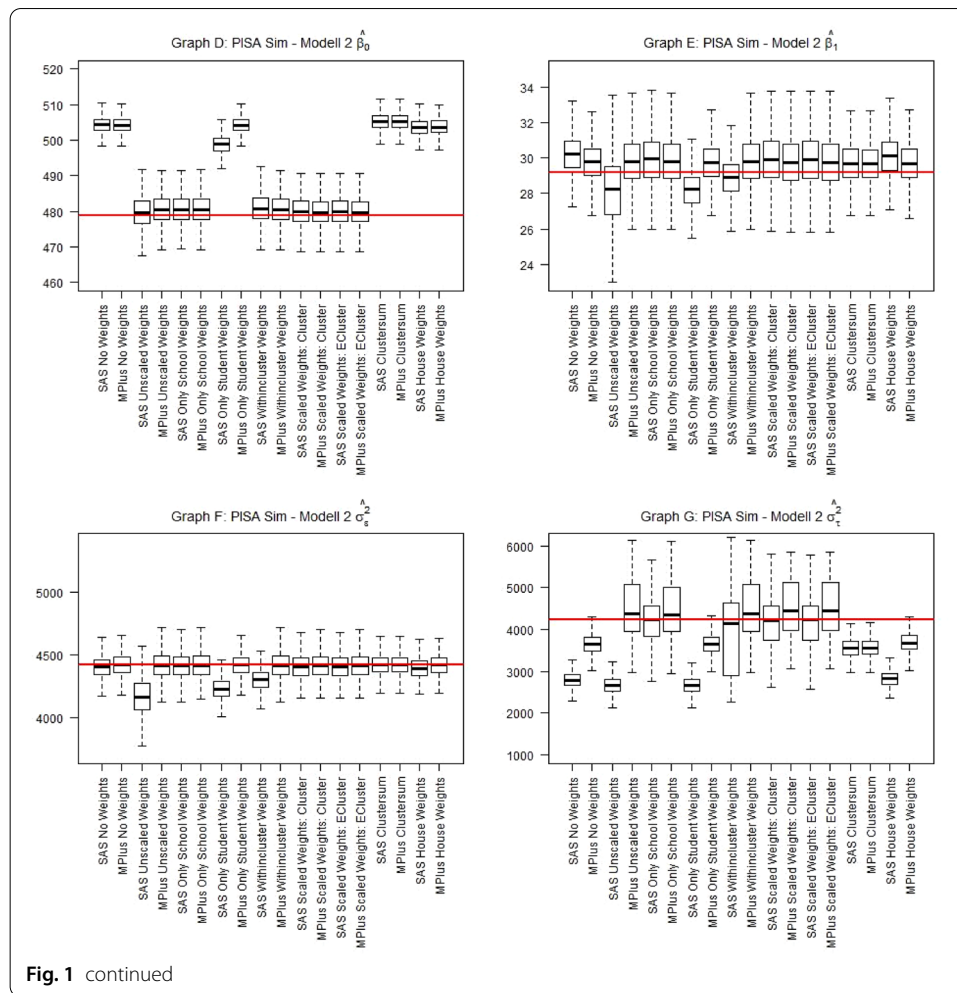 Graph D: PISA Sim - Modell 2 β̂₀
520
510
500
490
480
470
460
SAS No Weights
MPlus No Weights
SAS Unscaled Weights
MPlus Unscaled Weights
SAS Only School Weights
MPlus Only School Weights
SAS Only Student Weights
MPlus Only Student Weights
SAS Withincluster Weights
MPlus Withincluster Weights
SAS Scaled Weights: Cluster
MPlus Scaled Weights: Cluster
SAS Scaled Weights: ECluster
MPlus Scaled Weights: ECluster
SAS Clustersum
MPlus Clustersum
SAS House Weights
MPlus House Weights
Graph E: PISA Sim - Model 2 β̂₁
34
32
30
28
26
24
SAS No Weights
MPlus No Weights
SAS Unscaled Weights
MPlus Unscaled Weights
SAS Only School Weights
MPlus Only School Weights
SAS Only Student Weights
MPlus Only Student Weights
SAS Withincluster Weights
MPlus Withincluster Weights
SAS Scaled Weights: Cluster
MPlus Scaled Weights: Cluster
SAS Scaled Weights: ECluster
MPlus Scaled Weights: ECluster
SAS Clustersum
MPlus Clustersum
SAS House Weights
MPlus House Weights
Graph F: PISA Sim - Modell 2 σ̂²ₛ
5000
4500
4000
SAS No Weights
MPlus No Weights
SAS Unscaled Weights
MPlus Unscaled Weights
SAS Only School Weights
MPlus Only School Weights
SAS Only Student Weights
MPlus Only Student Weights
SAS Withincluster Weights
MPlus Withincluster Weights
SAS Scaled Weights: Cluster
MPlus Scaled Weights: Cluster
SAS Scaled Weights: ECluster
MPlus Scaled Weights: ECluster
SAS Clustersum
MPlus Clustersum
SAS House Weights
MPlus House Weights
Graph G: PISA Sim - Modell 2 σ̂²τ
6000
5000
4000
3000
2000
1000
SAS No Weights
MPlus No Weights
SAS Unscaled Weights
MPlus Unscaled Weights
SAS Only School Weights
MPlus Only School Weights
SAS Only Student Weights
MPlus Only Student Weights
SAS Withincluster Weights
MPlus Withincluster Weights
SAS Scaled Weights: Cluster
MPlus Scaled Weights: Cluster
SAS Scaled Weights: ECluster
MPlus Scaled Weights: ECluster
SAS Clustersum
MPlus Clustersum
SAS House Weights
MPlus House Weights
Fig. 1 continued